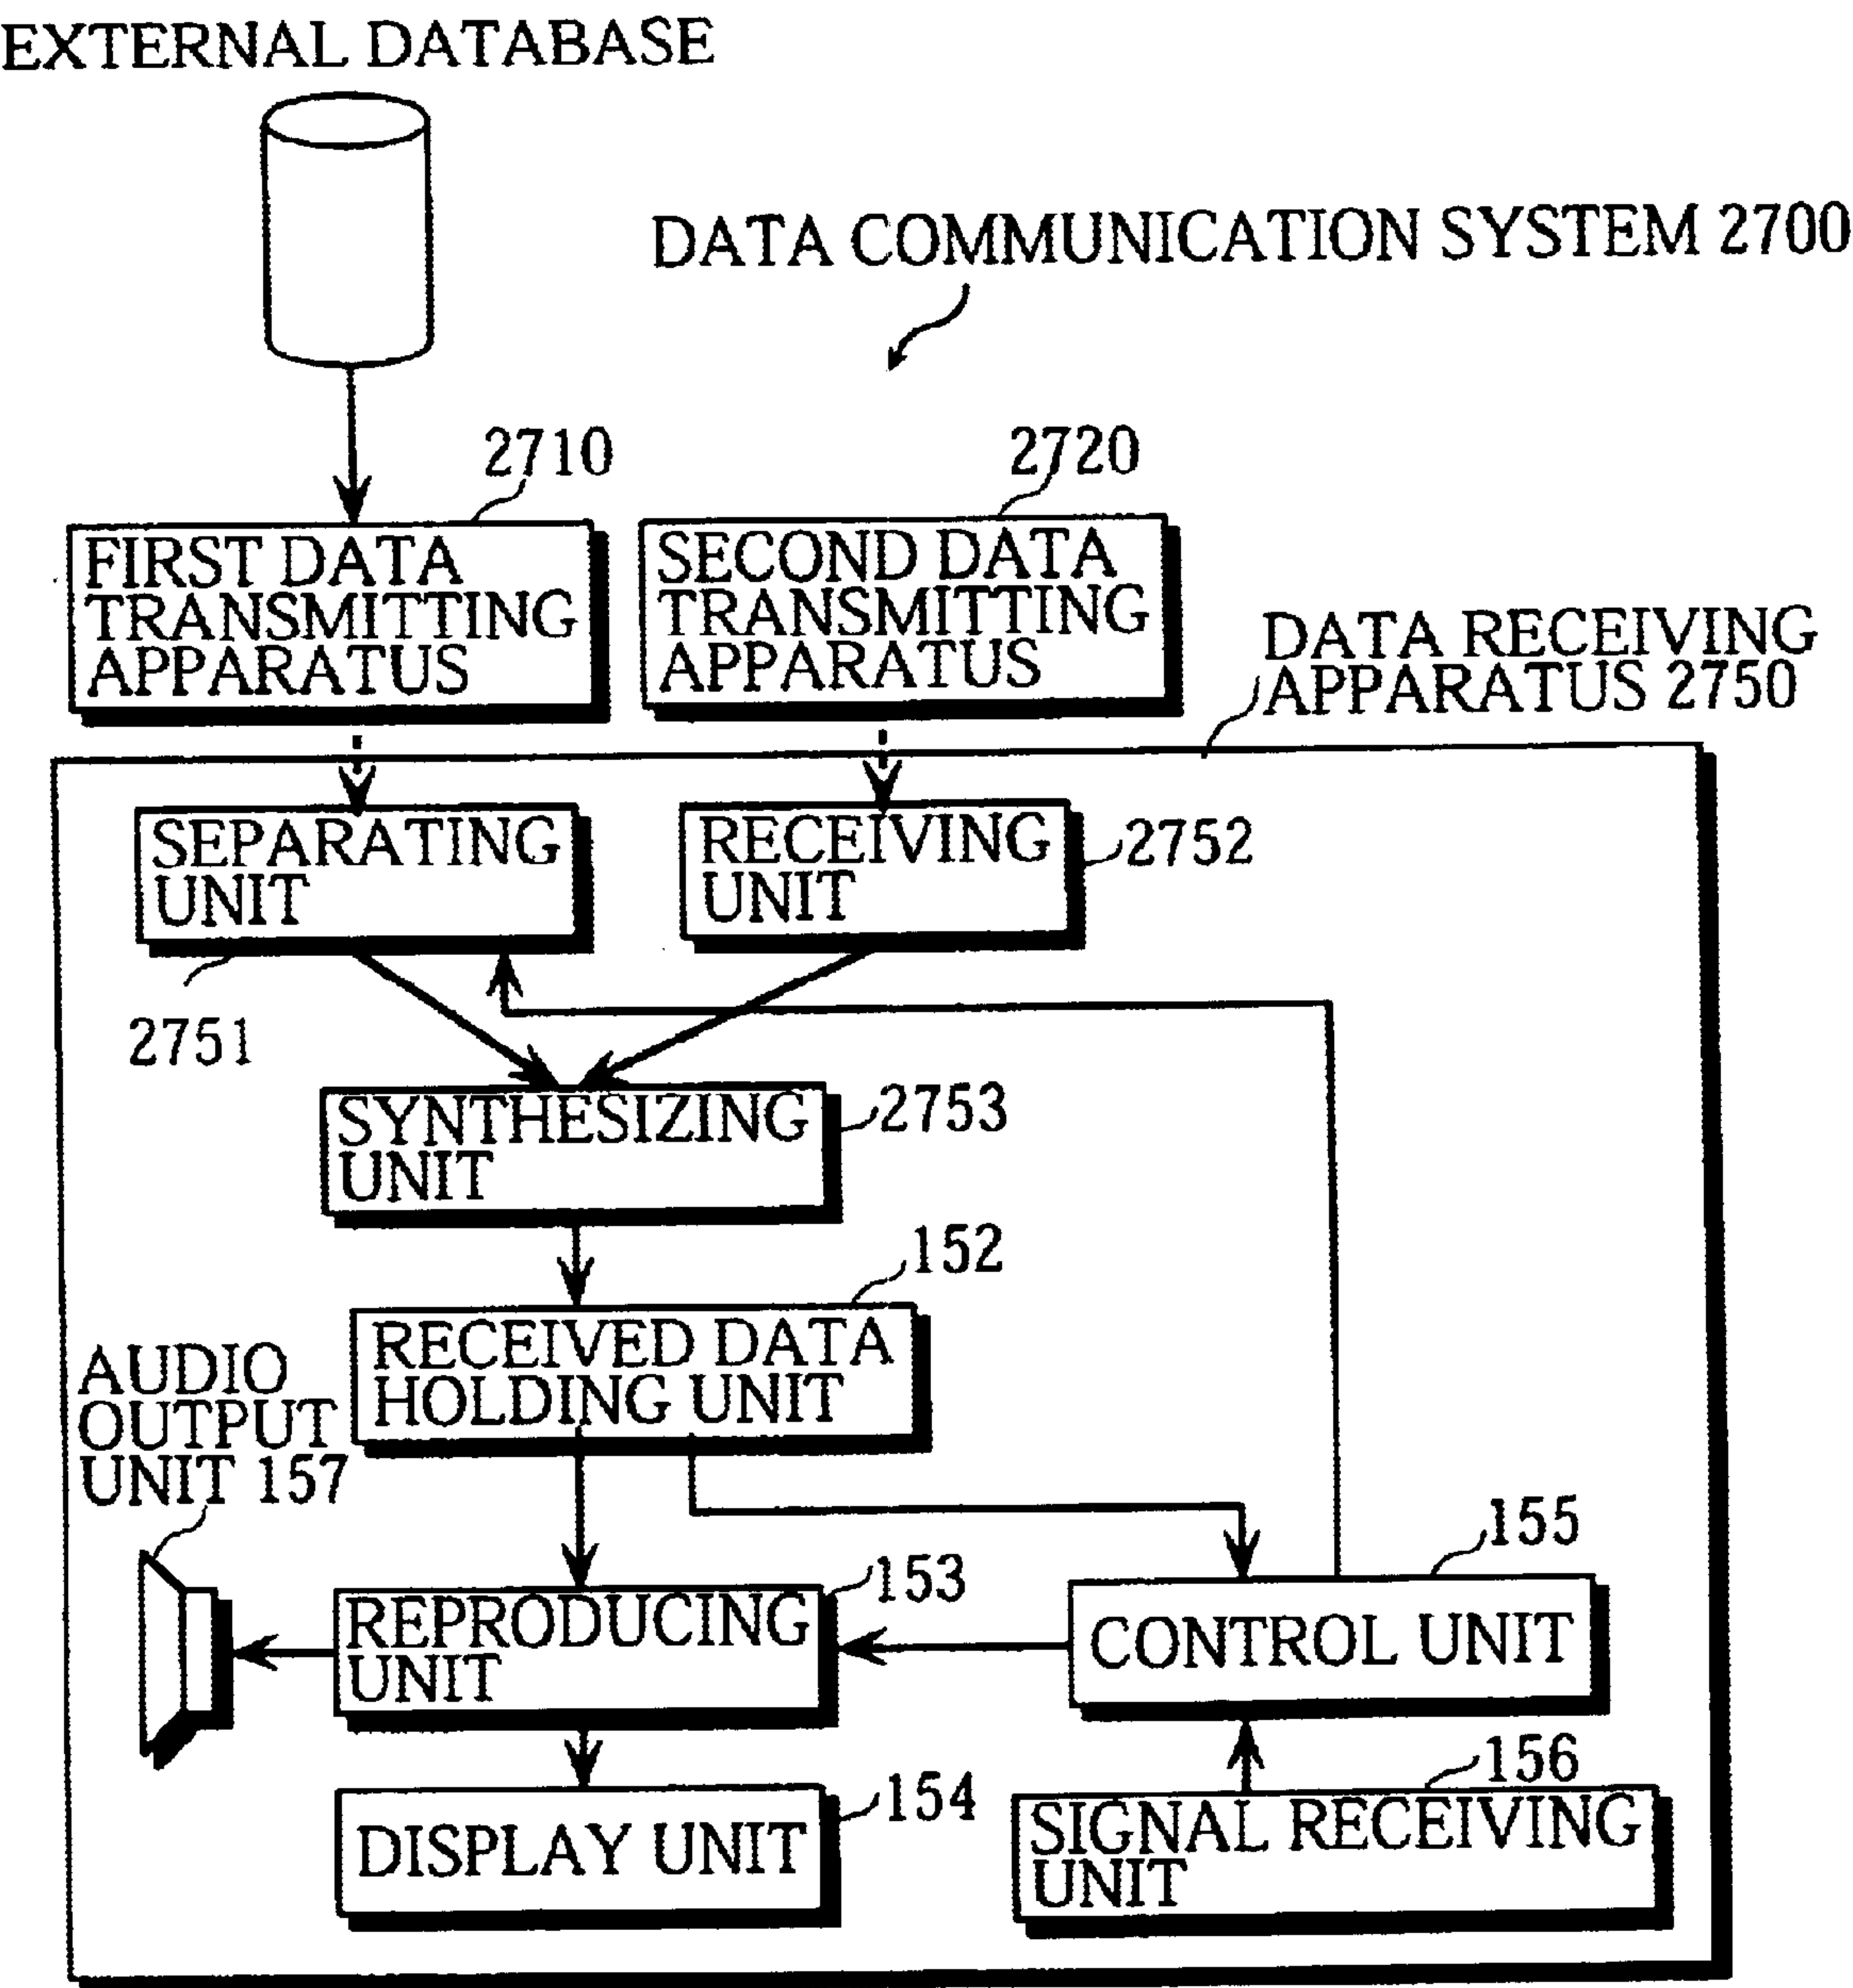 EXTERNAL DATABASE
DATA COMMUNICATION SYSTEM 2700
2710
2720
FIRST DATA
TRANSMITTING
APPARATUS
SECOND DATA
TRANSMITTING
APPARATUS
DATA RECEIVING
APPARATUS 2750
SEPARATING
UNIT
RECEIVING
UNIT
2752
2751
SYNTHESIZING
UNIT
2753
152
RECEIVED DATA
HOLDING UNIT
AUDIO
OUTPUT
UNIT 157
155
153
REPRODUCING
UNIT
CONTROL UNIT
156
154
DISPLAY UNIT
SIGNAL RECEIVING
UNIT